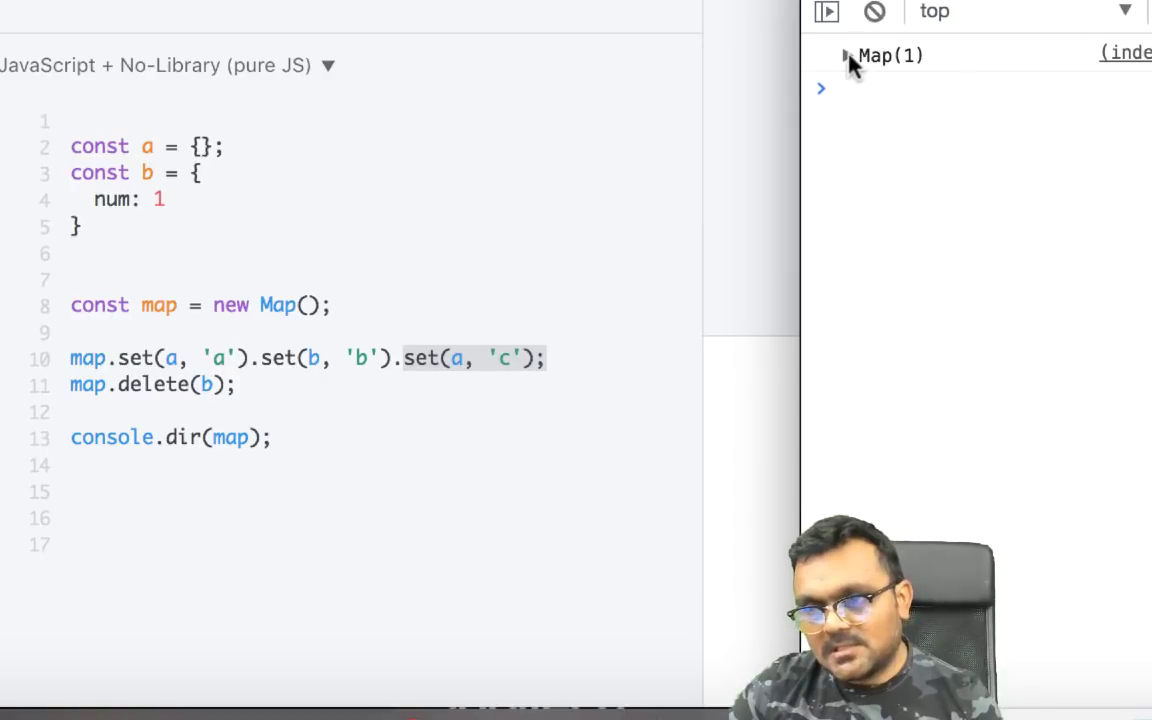 top
JavaScript + No-Library (pure JS) ▼
Map(1)
(inde
1
2 const a = {};
3 const b = {
4 num: 1
5 }
6
7
8 const map = new Map();
9
10 map.set(a, 'a').set(b, 'b').set(a, 'c');
11 map.delete(b);
12
13 console.dir(map);
14
15
16
17